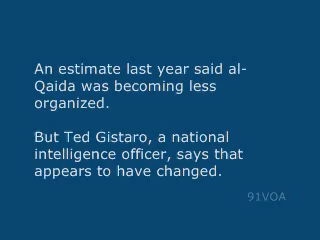 An estimate last year said al-
Qaida was becoming less
organized.
But Ted Gistaro, a national
intelligence officer, says that
appears to have changed.
91VOA